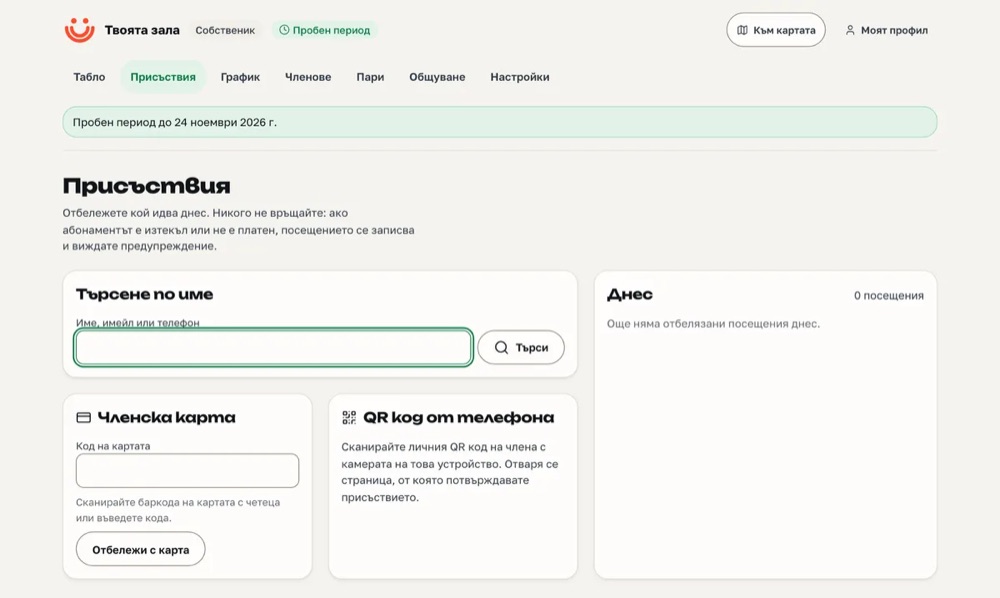 Твоята зала
Собственик
Пробен период
Към картата
Моят профил
Табло
Присъствия
График
Членове
Пари
Общуване
Настройки
Пробен период до 24 ноември 2026 г.
Присъствия
Отбележете кой идва днес. Никого не връщайте: ако
абонаментът е изтекъл или не е платен, посещението се записва
и виждате предупреждение.
Търсене по име
Име, имейл или телефон
Търси
Членска карта
Код на картата
Сканирайте баркода на картата с четеца
или въведете кода.
Отбележи с карта
QR код от телефона
Сканирайте личния QR код на члена с
камерата на това устройство. Отваря се
страница, от която потвърждавате
присъствието.
Днес
0 посещения
Още няма отбелязани посещения днес.